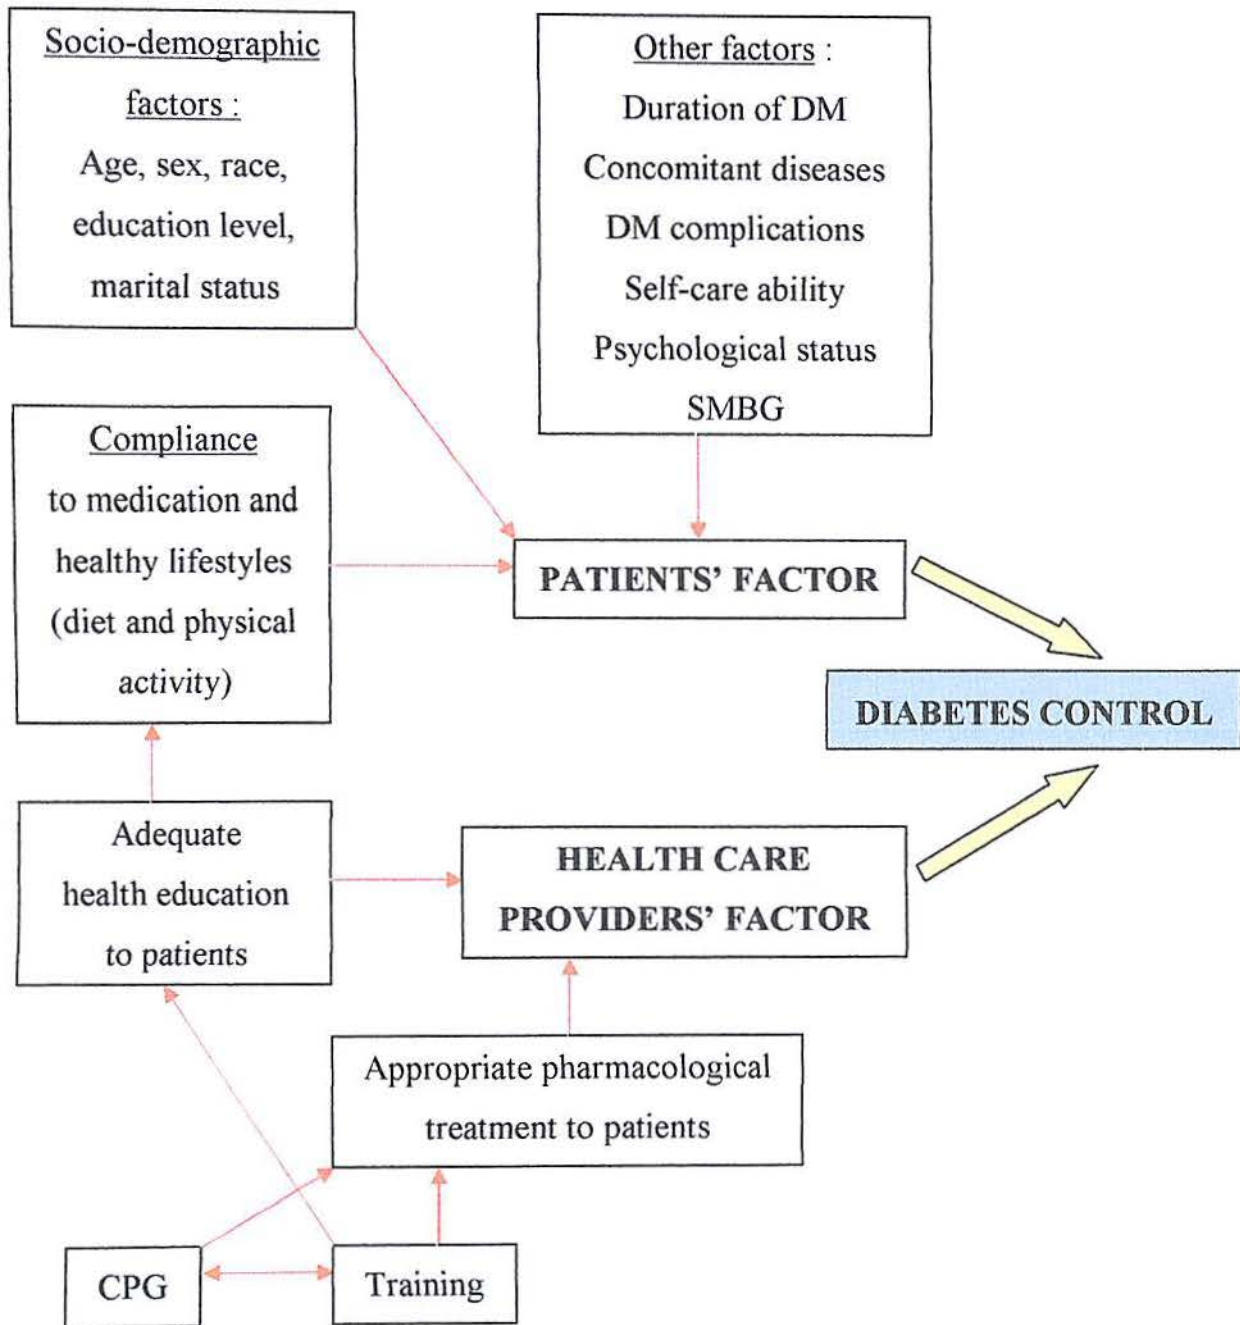 Socio-demographic
factors :
Age, sex, race,
education level,
marital status
Other factors :
Duration of DM
Concomitant diseases
DM complications
Self-care ability
Psychological status
SMBG
Compliance
to medication and
healthy lifestyles
(diet and physical
activity)
PATIENTS’ FACTOR
DIABETES CONTROL
Adequate
health education
to patients
HEALTH CARE
PROVIDERS’ FACTOR
Appropriate pharmacological
treatment to patients
CPG
Training